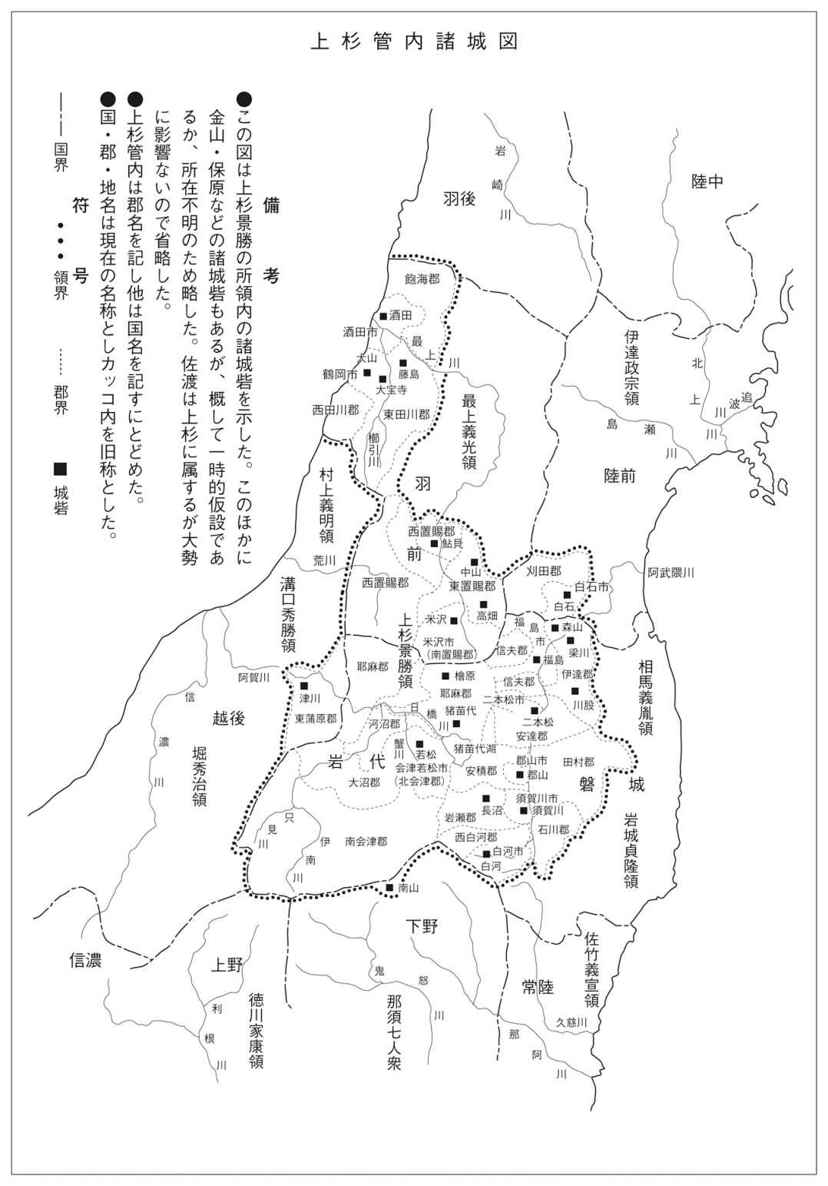 上杉管内諸城図
備考
●この図は上杉景勝の所領内の諸城砦を示した。このほかに
金山・保原などの諸城砦もあるが、概して一時的仮設であ
るか、所在不明のため略した。佐渡は上杉に属するが大勢
に影響ないので省略した。
●上杉管内は郡名を記し他は国名を記すにとどめた。
●国・郡・地名は現在の名称としカッコ内を旧称とした。
符号
国界
領界
郡界
■城砦
岩崎川
羽後
陸中
飽海郡
■酒田
酒田市
最上川
大山
藤島
鶴岡市
大宝寺
西田川郡
東田川郡
櫛引川
最上義光領
伊達政宗領
北上川
追波川
島瀬川
陸前
村上義明領
羽前
西置賜郡
鮎貝
荒川
西置賜郡
中山
東置賜郡
刈田郡
白石市
白石
阿武隈川
溝口秀勝領
上杉景勝領
米沢
高畑
米沢市
(南置賜郡)
福島市
森山
梁川
信夫郡
福島
伊達郡
相馬義胤領
耶麻郡
檜原
信夫郡
阿賀川
津川
耶麻郡
猪苗代
二本松市
川股
二本松
信濃川
越後
東蒲原郡
河沼郡
日橋川
安達郡
堀秀治領
岩代
蟹川
若松
猪苗代湖
会津若松市
(北会津郡)
安積郡
郡山市
郡山
田村郡
大沼郡
磐城
長沼
須賀川市
須賀川
岩城貞隆領
只見川
伊南川
南会津郡
岩瀬郡
石川郡
西白河郡
白河市
白河
南山
信濃
上野
下野
常陸
佐竹義宣領
利根川
徳川家康領
鬼怒川
那須七人衆
久慈川
那阿川